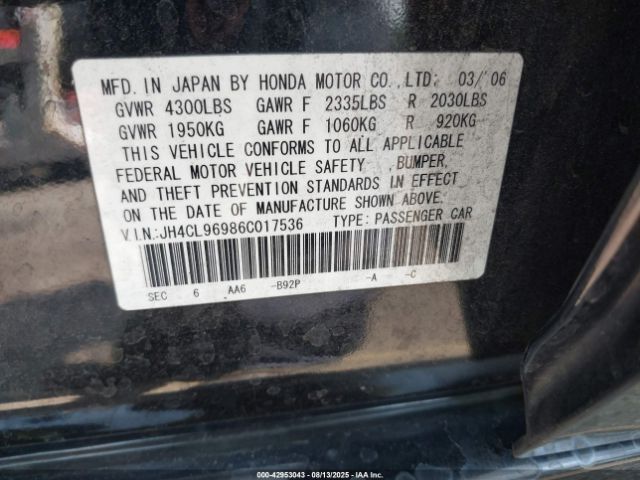 MFD. IN JAPAN BY HONDA MOTOR CO.,LTD. 03/'06
GVWR 4300LBS GAWR F 2335LBS R 2030LBS
GVWR 1950KG GAWR F 1060KG R 920KG
THIS VEHICLE CONFORMS TO ALL APPLICABLE
FEDERAL MOTOR VEHICLE SAFETY ,BUMPER,
AND THEFT PREVENTION STANDARDS IN EFFECT
ON THE DATE OF MANUFACTURE SHOWN ABOVE.
V.I.N:JH4CL96986C017536 TYPE: PASSENGER CAR
SEC 6 AA6 -B92P -A -C
000-42953043 - 08/13/2025 - IAA Inc.